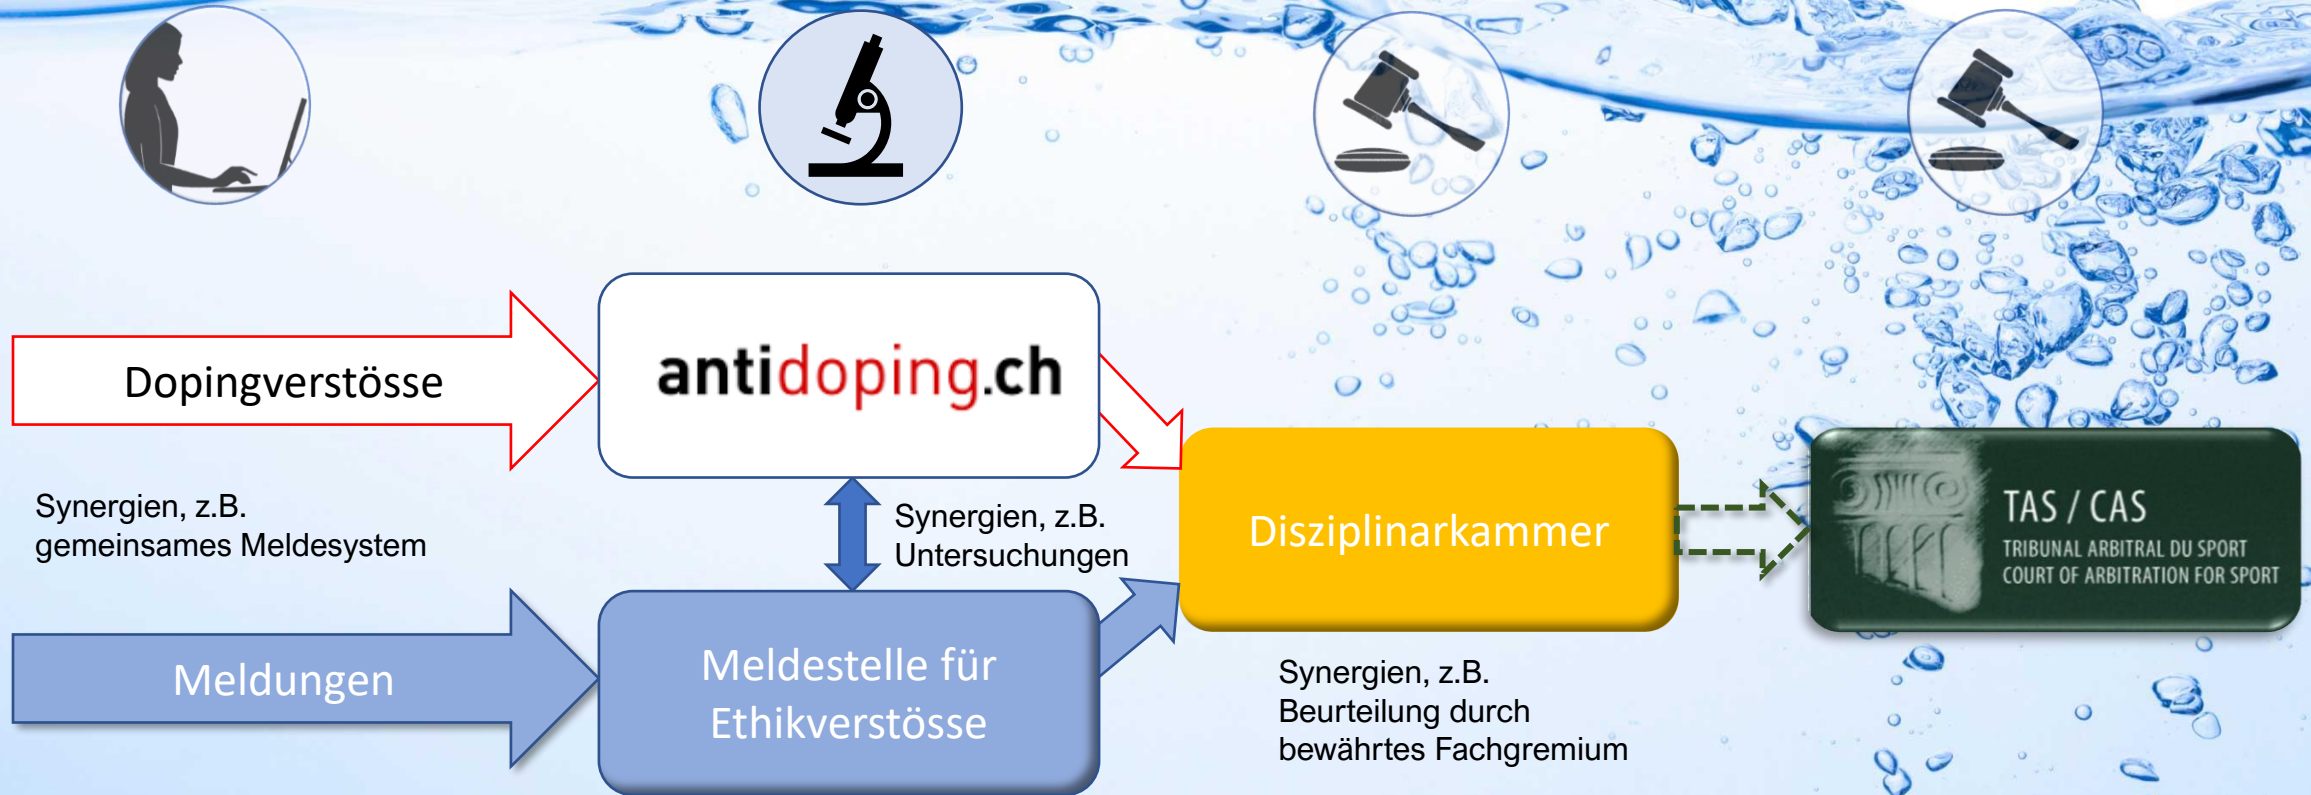 Dopingverstösse
antidoping.ch
Synergien, z.B.
gemeinsames Meldesystem
Synergien, z.B.
Untersuchungen
Disziplinarkammer
TAS / CAS
TRIBUNAL ARBITRAL DU SPORT
COURT OF ARBITRATION FOR SPORT
Meldungen
Meldestelle für
Ethikverstösse
Synergien, z.B.
Beurteilung durch
bewährtes Fachgremium